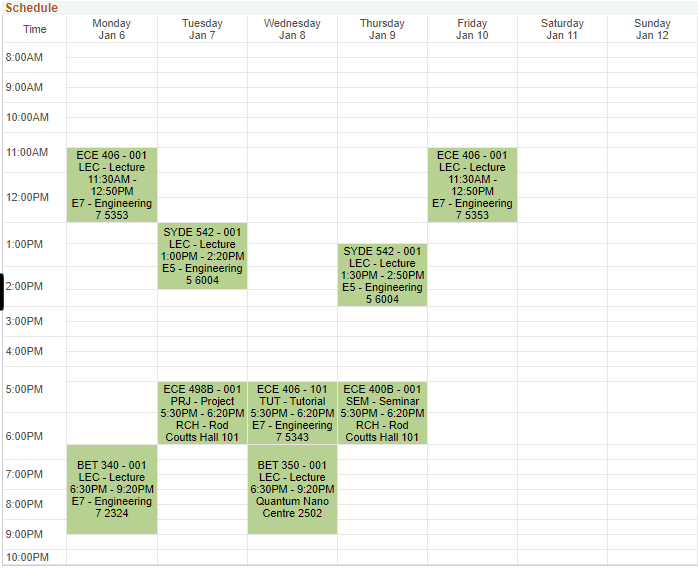 Schedule
Time
Monday
Jan 6
Tuesday
Jan 7
Wednesday
Jan 8
Thursday
Jan 9
Friday
Jan 10
Saturday
Jan 11
Sunday
Jan 12
8:00AM
9:00AM
10:00AM
11:00AM
ECE 406 - 001
LEC - Lecture
11:30AM -
12:50PM
E7 - Engineering
7 5353
ECE 406 - 001
LEC - Lecture
11:30AM -
12:50PM
E7 - Engineering
7 5353
12:00PM
1:00PM
SYDE 542 - 001
LEC - Lecture
1:00PM - 2:20PM
E5 - Engineering
5 6004
SYDE 542 - 001
LEC - Lecture
1:30PM - 2:50PM
E5 - Engineering
5 6004
2:00PM
3:00PM
4:00PM
5:00PM
ECE 498B - 001
PRJ - Project
5:30PM - 6:20PM
RCH - Rod
Coutts Hall 101
ECE 406 - 101
TUT - Tutorial
5:30PM - 6:20PM
E7 - Engineering
7 5343
ECE 400B - 001
SEM - Seminar
5:30PM - 6:20PM
RCH - Rod
Coutts Hall 101
6:00PM
BET 340 - 001
LEC - Lecture
6:30PM - 9:20PM
E7 - Engineering
7 2324
BET 350 - 001
LEC - Lecture
6:30PM - 9:20PM
Quantum Nano
Centre 2502
7:00PM
8:00PM
9:00PM
10:00PM